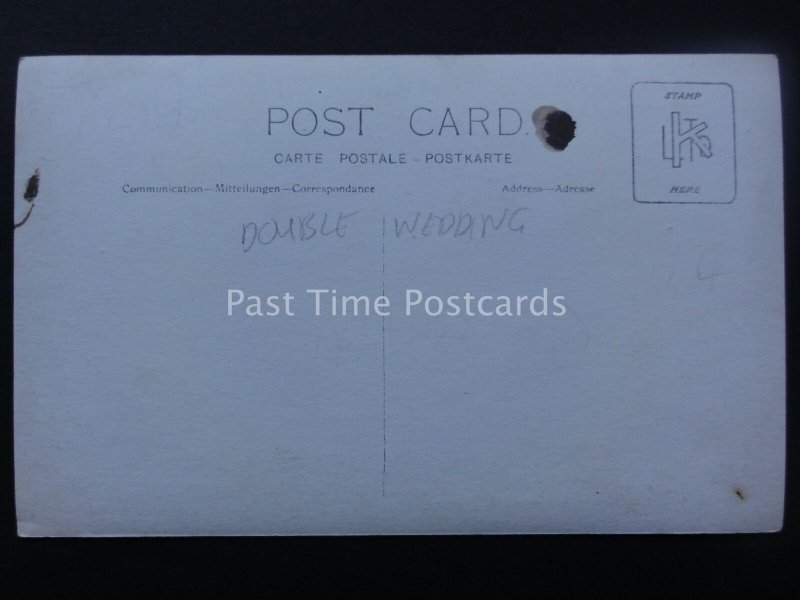 POST CARD.
CARTE POSTALE – POSTKARTE
Communication—Mitteilungen—Correspondance
Address—Adresse
STAMP
HERE
DOUBLE WEDDING
Past Time Postcards